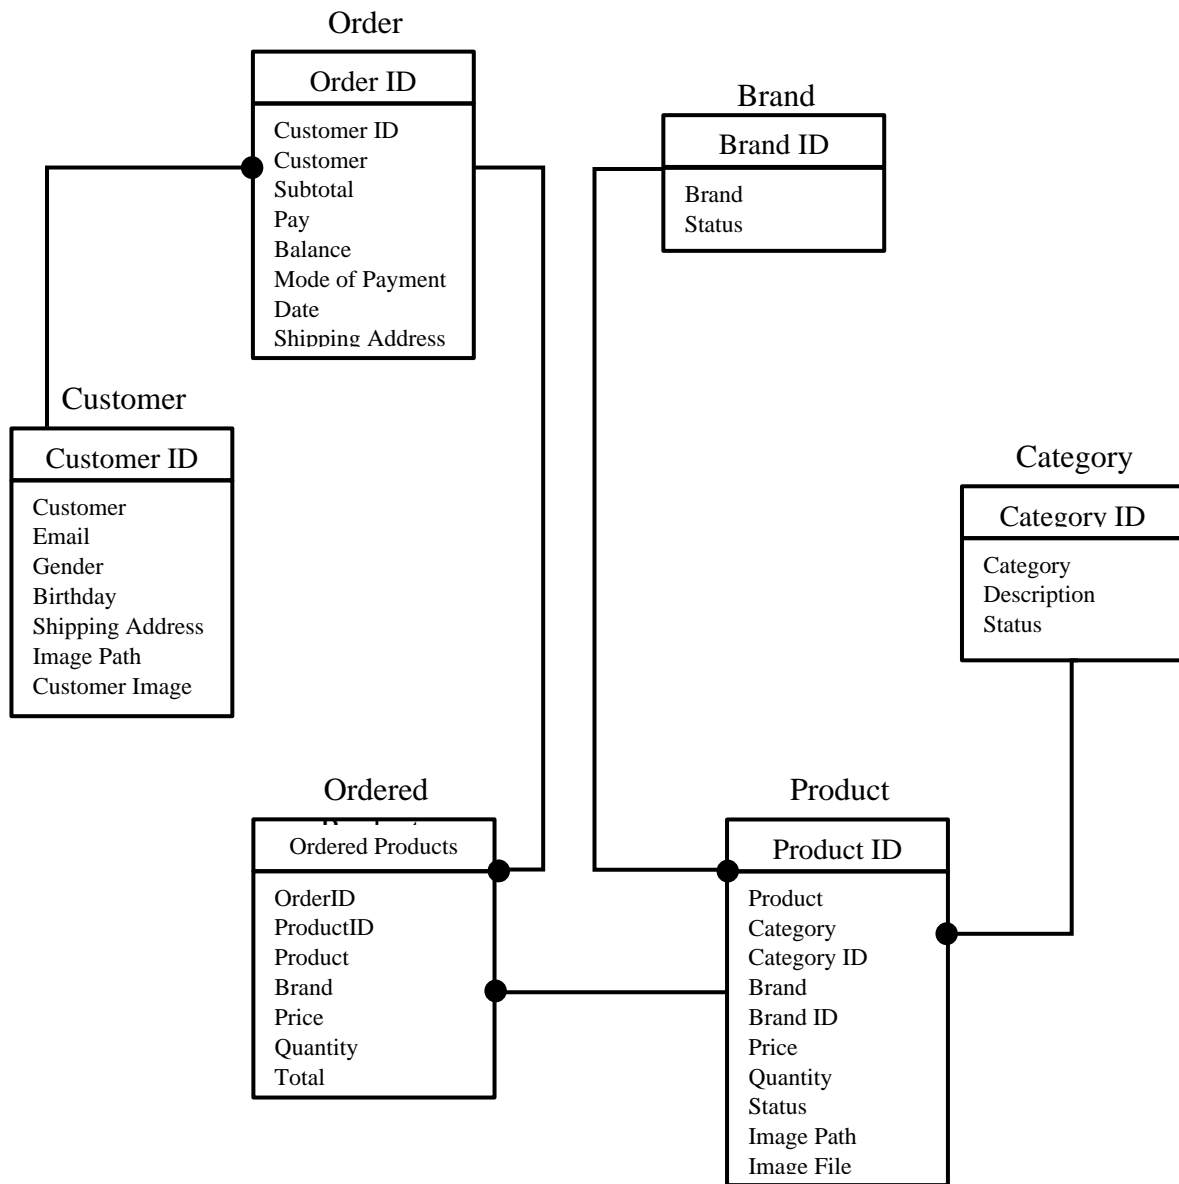 Order
Order ID
Customer ID
Customer
Subtotal
Pay
Balance
Mode of Payment
Date
Shipping Address
Brand
Brand ID
Brand
Status
Customer
Customer ID
Customer
Email
Gender
Birthday
Shipping Address
Image Path
Customer Image
Category
Category ID
Category
Description
Status
Ordered
Ordered Products
OrderID
ProductID
Product
Brand
Price
Quantity
Total
Product
Product ID
Product
Category
Category ID
Brand
Brand ID
Price
Quantity
Status
Image Path
Image File